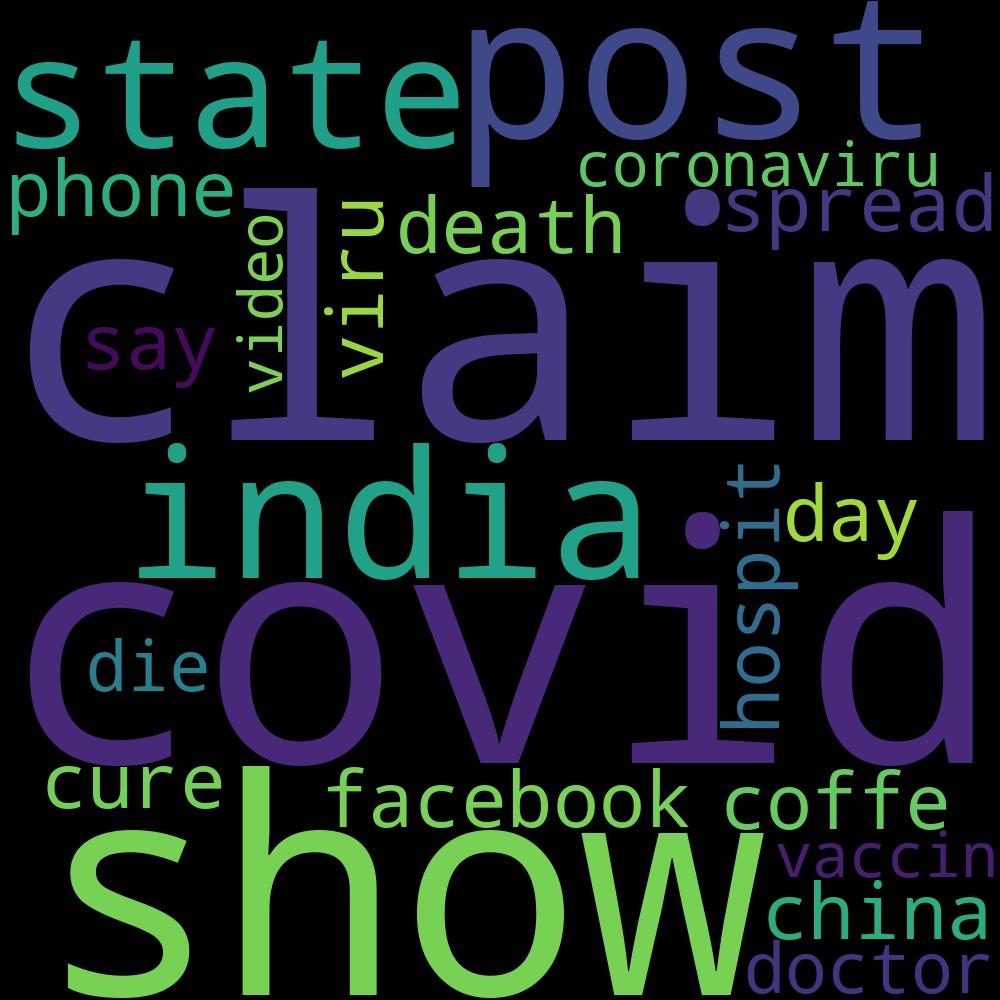 state
post
phone
coronaviru
spread
death
video
viru
claim
say
india
hospit
day
covid
die
cure
facebook
coffe
show
vaccin
china
doctor